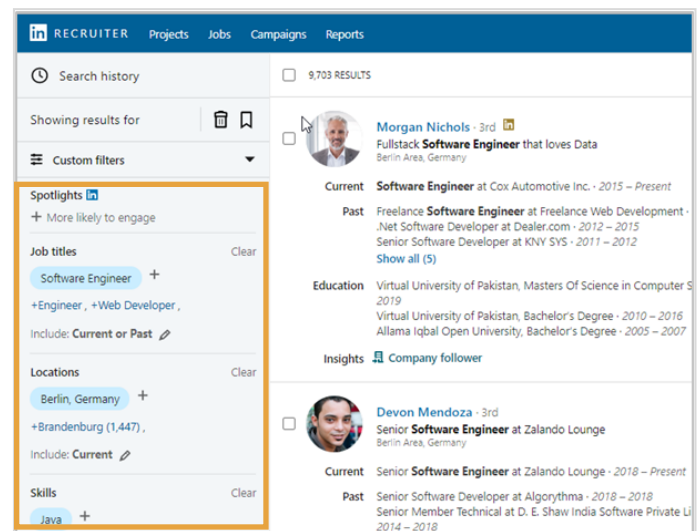 in RECRUITER Projects Jobs Campaigns Reports
Search history
Showing results for
Custom filters
Spotlights in
+ More likely to engage
Job titles Clear
Software Engineer +
+Engineer , +Web Developer ,
Include: Current or Past
Locations Clear
Berlin, Germany +
+Brandenburg (1,447) ,
Include: Current
Skills Clear
Java +
9,703 RESULTS
Morgan Nichols · 3rd in
Fullstack Software Engineer that loves Data
Berlin Area, Germany
Current Software Engineer at Cox Automotive Inc. · 2015 – Present
Past Freelance Software Engineer at Freelance Web Development ·
.Net Software Developer at Dealer.com · 2012 – 2015
Senior Software Developer at KNY SYS · 2011 – 2012
Show all (5)
Education Virtual University of Pakistan, Masters Of Science in Computer S
2019
Virtual University of Pakistan, Bachelor's Degree · 2010 – 2016
Allama Iqbal Open University, Bachelor's Degree · 2005 – 2007
Insights Company follower
Devon Mendoza · 3rd
Senior Software Engineer at Zalando Lounge
Berlin Area, Germany
Current Senior Software Engineer at Zalando Lounge · 2018 – Present
Past Senior Software Developer at Algorythma · 2018 – 2018
Senior Member Technical at D. E. Shaw India Software Private Li
2014 – 2018